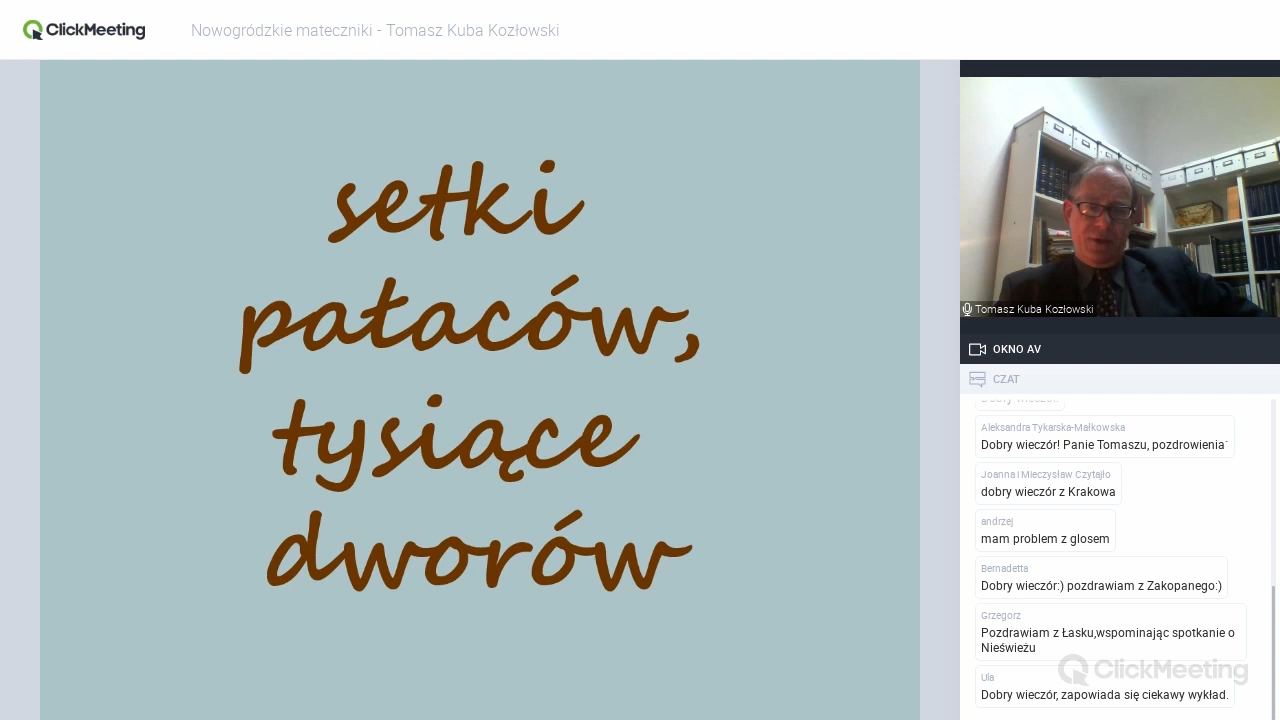 ClickMeeting
Nowogródzkie mateczniki - Tomasz Kuba Kozłowski
setki
pałaców,
tysiące
dworów
Tomasz Kuba Kozłowski
OKNO AV
CZAT
Aleksandra Tykarska-Małkowska
Dobry wieczór! Panie Tomaszu, pozdrowienia
Joanna i Mieczysław Czytajło
dobry wieczór z Krakowa
andrzej
mam problem z glosem
Bernadetta
Dobry wieczór:) pozdrawiam z Zakopanego:)
Grzegorz
Pozdrawiam z Łasku,wspominając spotkanie o
Nieświeżu
ClickMeeting
Ula
Dobry wieczór, zapowiada się ciekawy wykład.